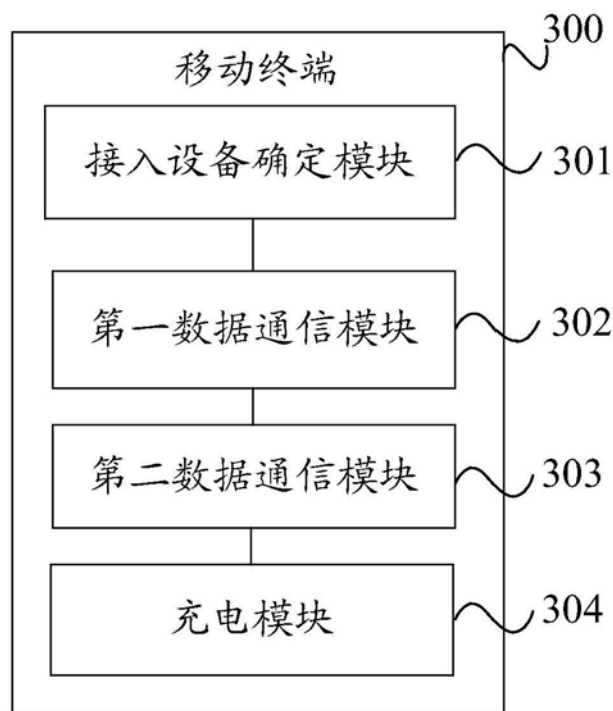 300
移动终端
接入设备确定模块
301
第一数据通信模块
302
第二数据通信模块
303
充电模块
304